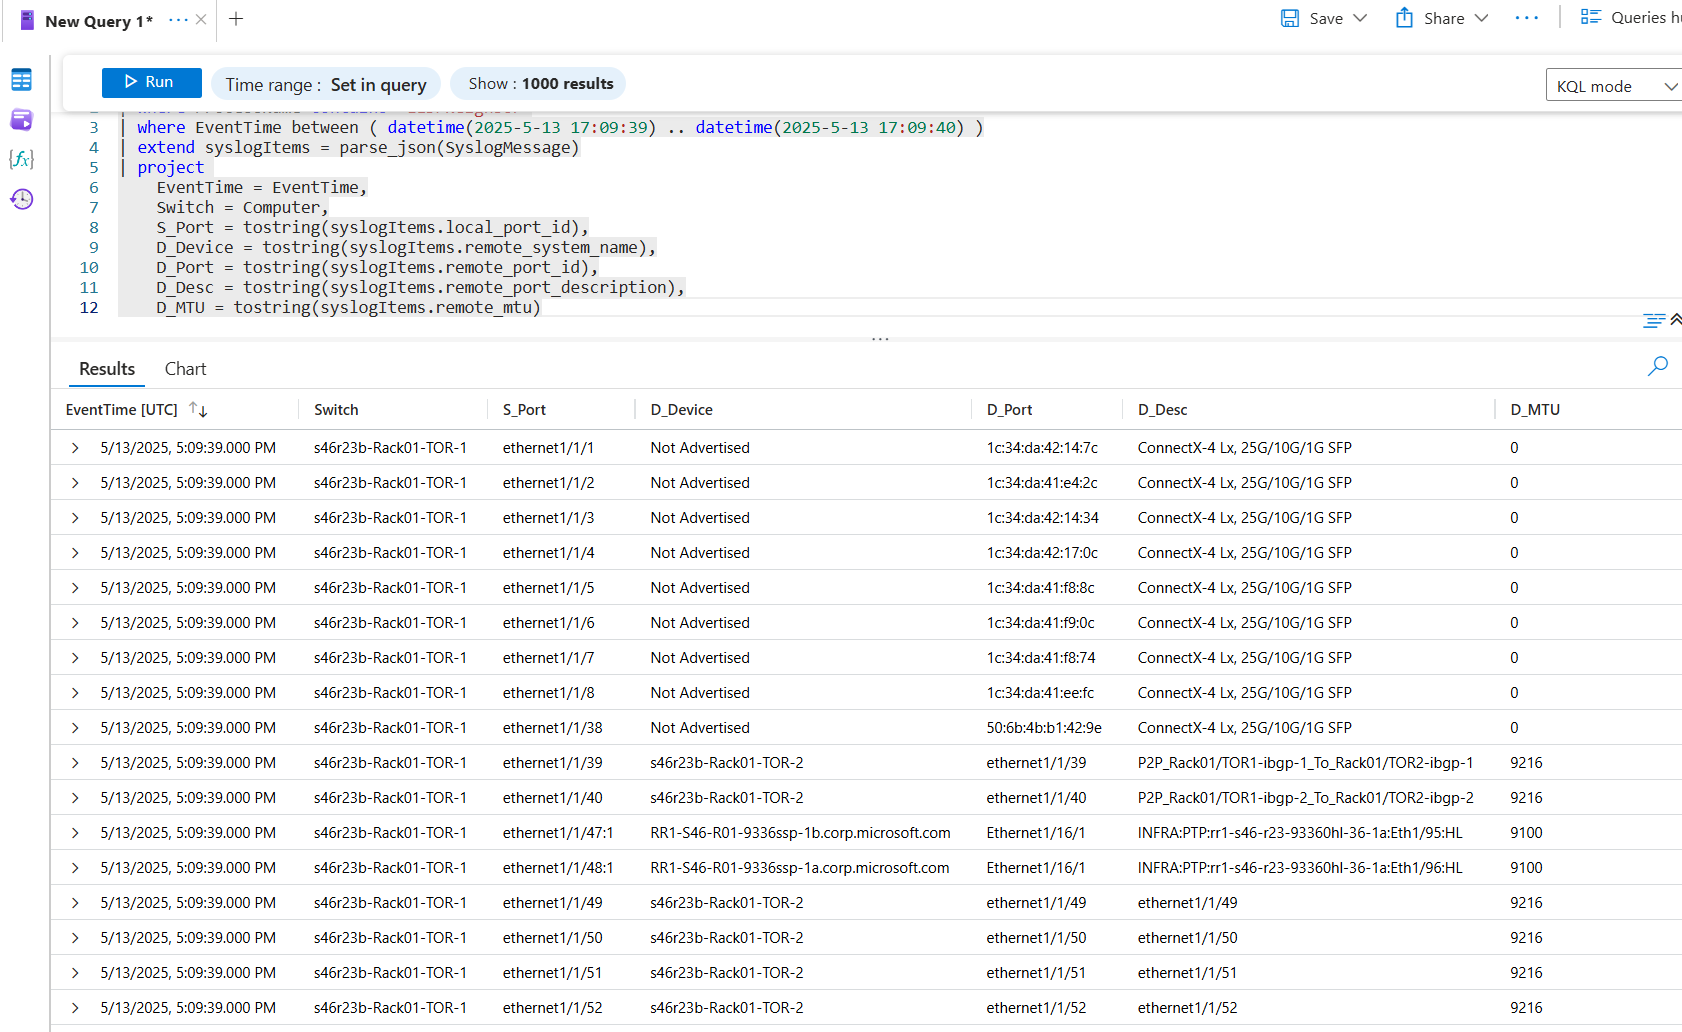 New Query 1* ··· × +
Save Share ··· Queries
Run Time range : Set in query Show : 1000 results KQL mode
3 | where EventTime between ( datetime(2025-5-13 17:09:39) .. datetime(2025-5-13 17:09:40) )
4 | extend syslogItems = parse_json(SyslogMessage)
5 | project
6 EventTime = EventTime,
7 Switch = Computer,
8 S_Port = tostring(syslogItems.local_port_id),
9 D_Device = tostring(syslogItems.remote_system_name),
10 D_Port = tostring(syslogItems.remote_port_id),
11 D_Desc = tostring(syslogItems.remote_port_description),
12 D_MTU = tostring(syslogItems.remote_mtu)
Results Chart
EventTime [UTC] Switch S_Port D_Device D_Port D_Desc D_MTU
5/13/2025, 5:09:39.000 PM s46r23b-Rack01-TOR-1 ethernet1/1/1 Not Advertised 1c:34:da:42:14:7c ConnectX-4 Lx, 25G/10G/1G SFP 0
5/13/2025, 5:09:39.000 PM s46r23b-Rack01-TOR-1 ethernet1/1/2 Not Advertised 1c:34:da:41:e4:2c ConnectX-4 Lx, 25G/10G/1G SFP 0
5/13/2025, 5:09:39.000 PM s46r23b-Rack01-TOR-1 ethernet1/1/3 Not Advertised 1c:34:da:42:14:34 ConnectX-4 Lx, 25G/10G/1G SFP 0
5/13/2025, 5:09:39.000 PM s46r23b-Rack01-TOR-1 ethernet1/1/4 Not Advertised 1c:34:da:42:17:0c ConnectX-4 Lx, 25G/10G/1G SFP 0
5/13/2025, 5:09:39.000 PM s46r23b-Rack01-TOR-1 ethernet1/1/5 Not Advertised 1c:34:da:41:f8:8c ConnectX-4 Lx, 25G/10G/1G SFP 0
5/13/2025, 5:09:39.000 PM s46r23b-Rack01-TOR-1 ethernet1/1/6 Not Advertised 1c:34:da:41:f9:0c ConnectX-4 Lx, 25G/10G/1G SFP 0
5/13/2025, 5:09:39.000 PM s46r23b-Rack01-TOR-1 ethernet1/1/7 Not Advertised 1c:34:da:41:f8:74 ConnectX-4 Lx, 25G/10G/1G SFP 0
5/13/2025, 5:09:39.000 PM s46r23b-Rack01-TOR-1 ethernet1/1/8 Not Advertised 1c:34:da:41:ee:fc ConnectX-4 Lx, 25G/10G/1G SFP 0
5/13/2025, 5:09:39.000 PM s46r23b-Rack01-TOR-1 ethernet1/1/38 Not Advertised 50:6b:4b:b1:42:9e ConnectX-4 Lx, 25G/10G/1G SFP 0
5/13/2025, 5:09:39.000 PM s46r23b-Rack01-TOR-1 ethernet1/1/39 s46r23b-Rack01-TOR-2 ethernet1/1/39 P2P_Rack01/TOR1-ibgp-1_To_Rack01/TOR2-ibgp-1 9216
5/13/2025, 5:09:39.000 PM s46r23b-Rack01-TOR-1 ethernet1/1/40 s46r23b-Rack01-TOR-2 ethernet1/1/40 P2P_Rack01/TOR1-ibgp-2_To_Rack01/TOR2-ibgp-2 9216
5/13/2025, 5:09:39.000 PM s46r23b-Rack01-TOR-1 ethernet1/1/47:1 RR1-S46-R01-9336ssp-1b.corp.microsoft.com Ethernet1/16/1 INFRA:PTP:rr1-s46-r23-93360hl-36-1a:Eth1/95:HL 9100
5/13/2025, 5:09:39.000 PM s46r23b-Rack01-TOR-1 ethernet1/1/48:1 RR1-S46-R01-9336ssp-1a.corp.microsoft.com Ethernet1/16/1 INFRA:PTP:rr1-s46-r23-93360hl-36-1a:Eth1/96:HL 9100
5/13/2025, 5:09:39.000 PM s46r23b-Rack01-TOR-1 ethernet1/1/49 s46r23b-Rack01-TOR-2 ethernet1/1/49 ethernet1/1/49 9216
5/13/2025, 5:09:39.000 PM s46r23b-Rack01-TOR-1 ethernet1/1/50 s46r23b-Rack01-TOR-2 ethernet1/1/50 ethernet1/1/50 9216
5/13/2025, 5:09:39.000 PM s46r23b-Rack01-TOR-1 ethernet1/1/51 s46r23b-Rack01-TOR-2 ethernet1/1/51 ethernet1/1/51 9216
5/13/2025, 5:09:39.000 PM s46r23b-Rack01-TOR-1 ethernet1/1/52 s46r23b-Rack01-TOR-2 ethernet1/1/52 ethernet1/1/52 9216